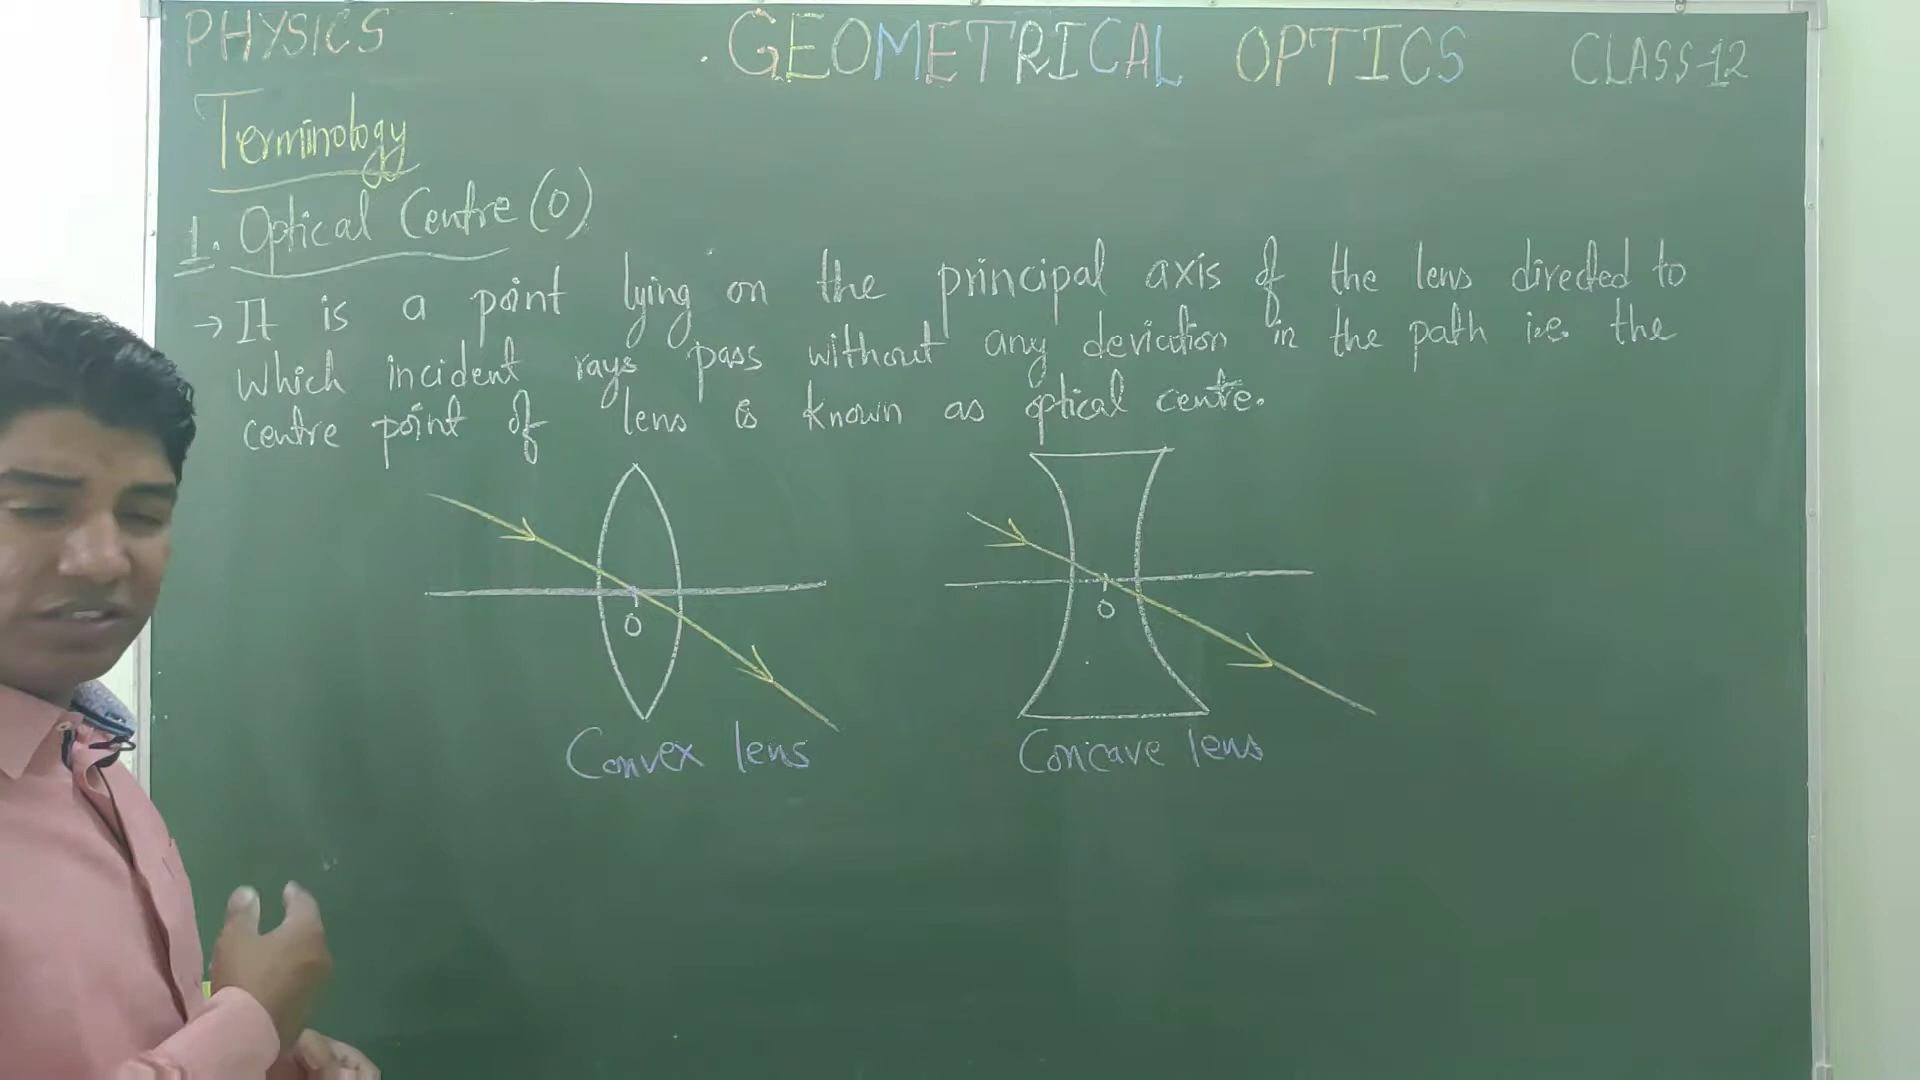 PHYSICS GEOMETRICAL OPTICS CLASS-12
Terminology
1. Optical Centre (O)
→ It is a point lying on the principal axis of the lens directed to
which incident rays pass without any deviation in the path i.e. the
centre point of lens is known as optical centre.
O O
Convex lens Concave lens